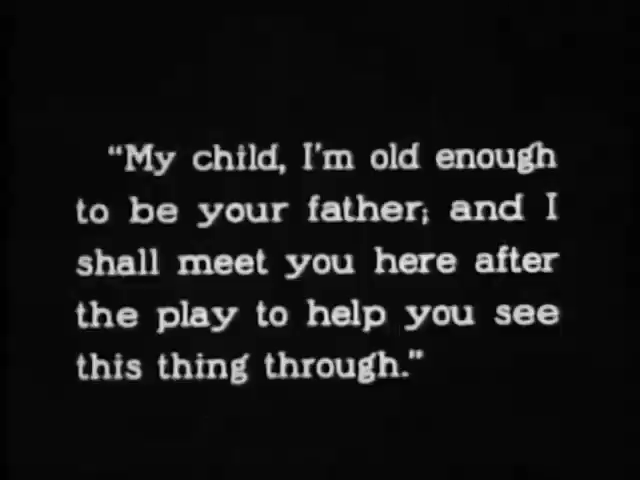 "My child, I'm old enough
to be your father; and I
shall meet you here after
the play to help you see
this thing through."